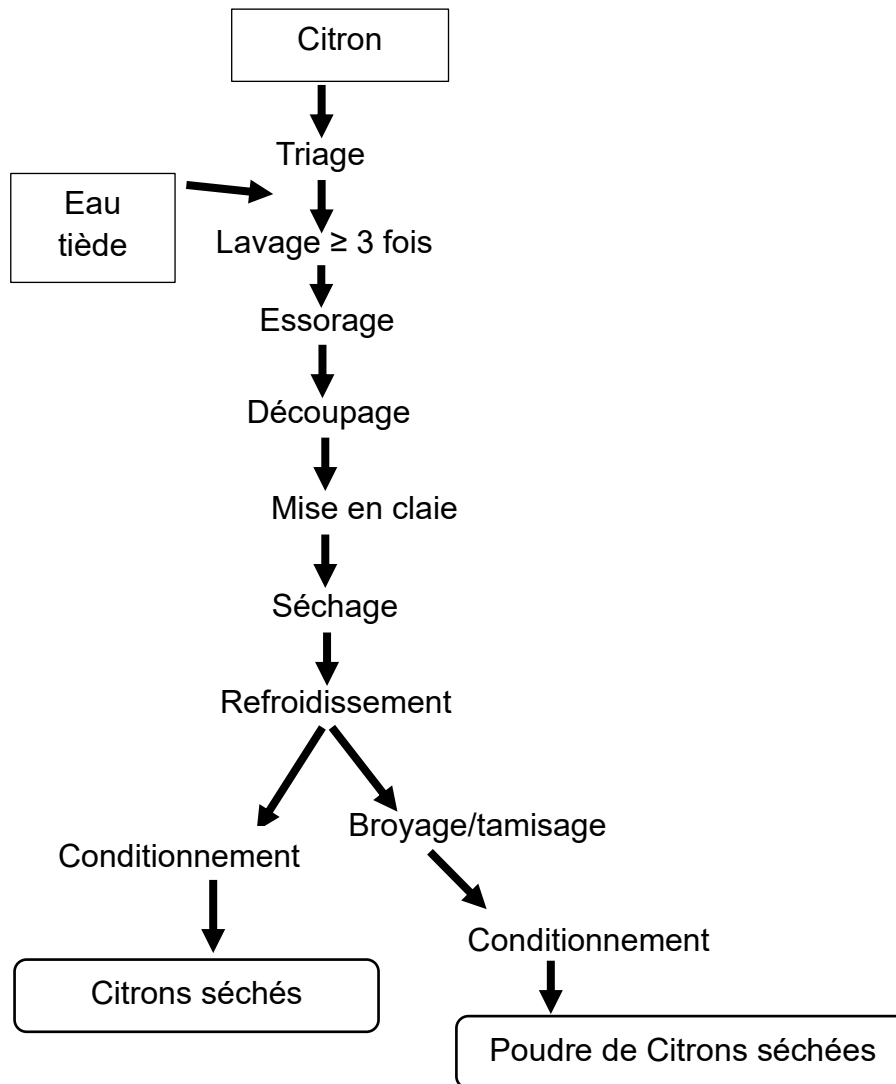 Citron
Triage
Eau
tiède
Lavage ≥ 3 fois
Essorage
Découpage
Mise en claie
Séchage
Refroidissement
Broyage/tamisage
Conditionnement
Conditionnement
Citrons séchés
Poudre de Citrons séchées